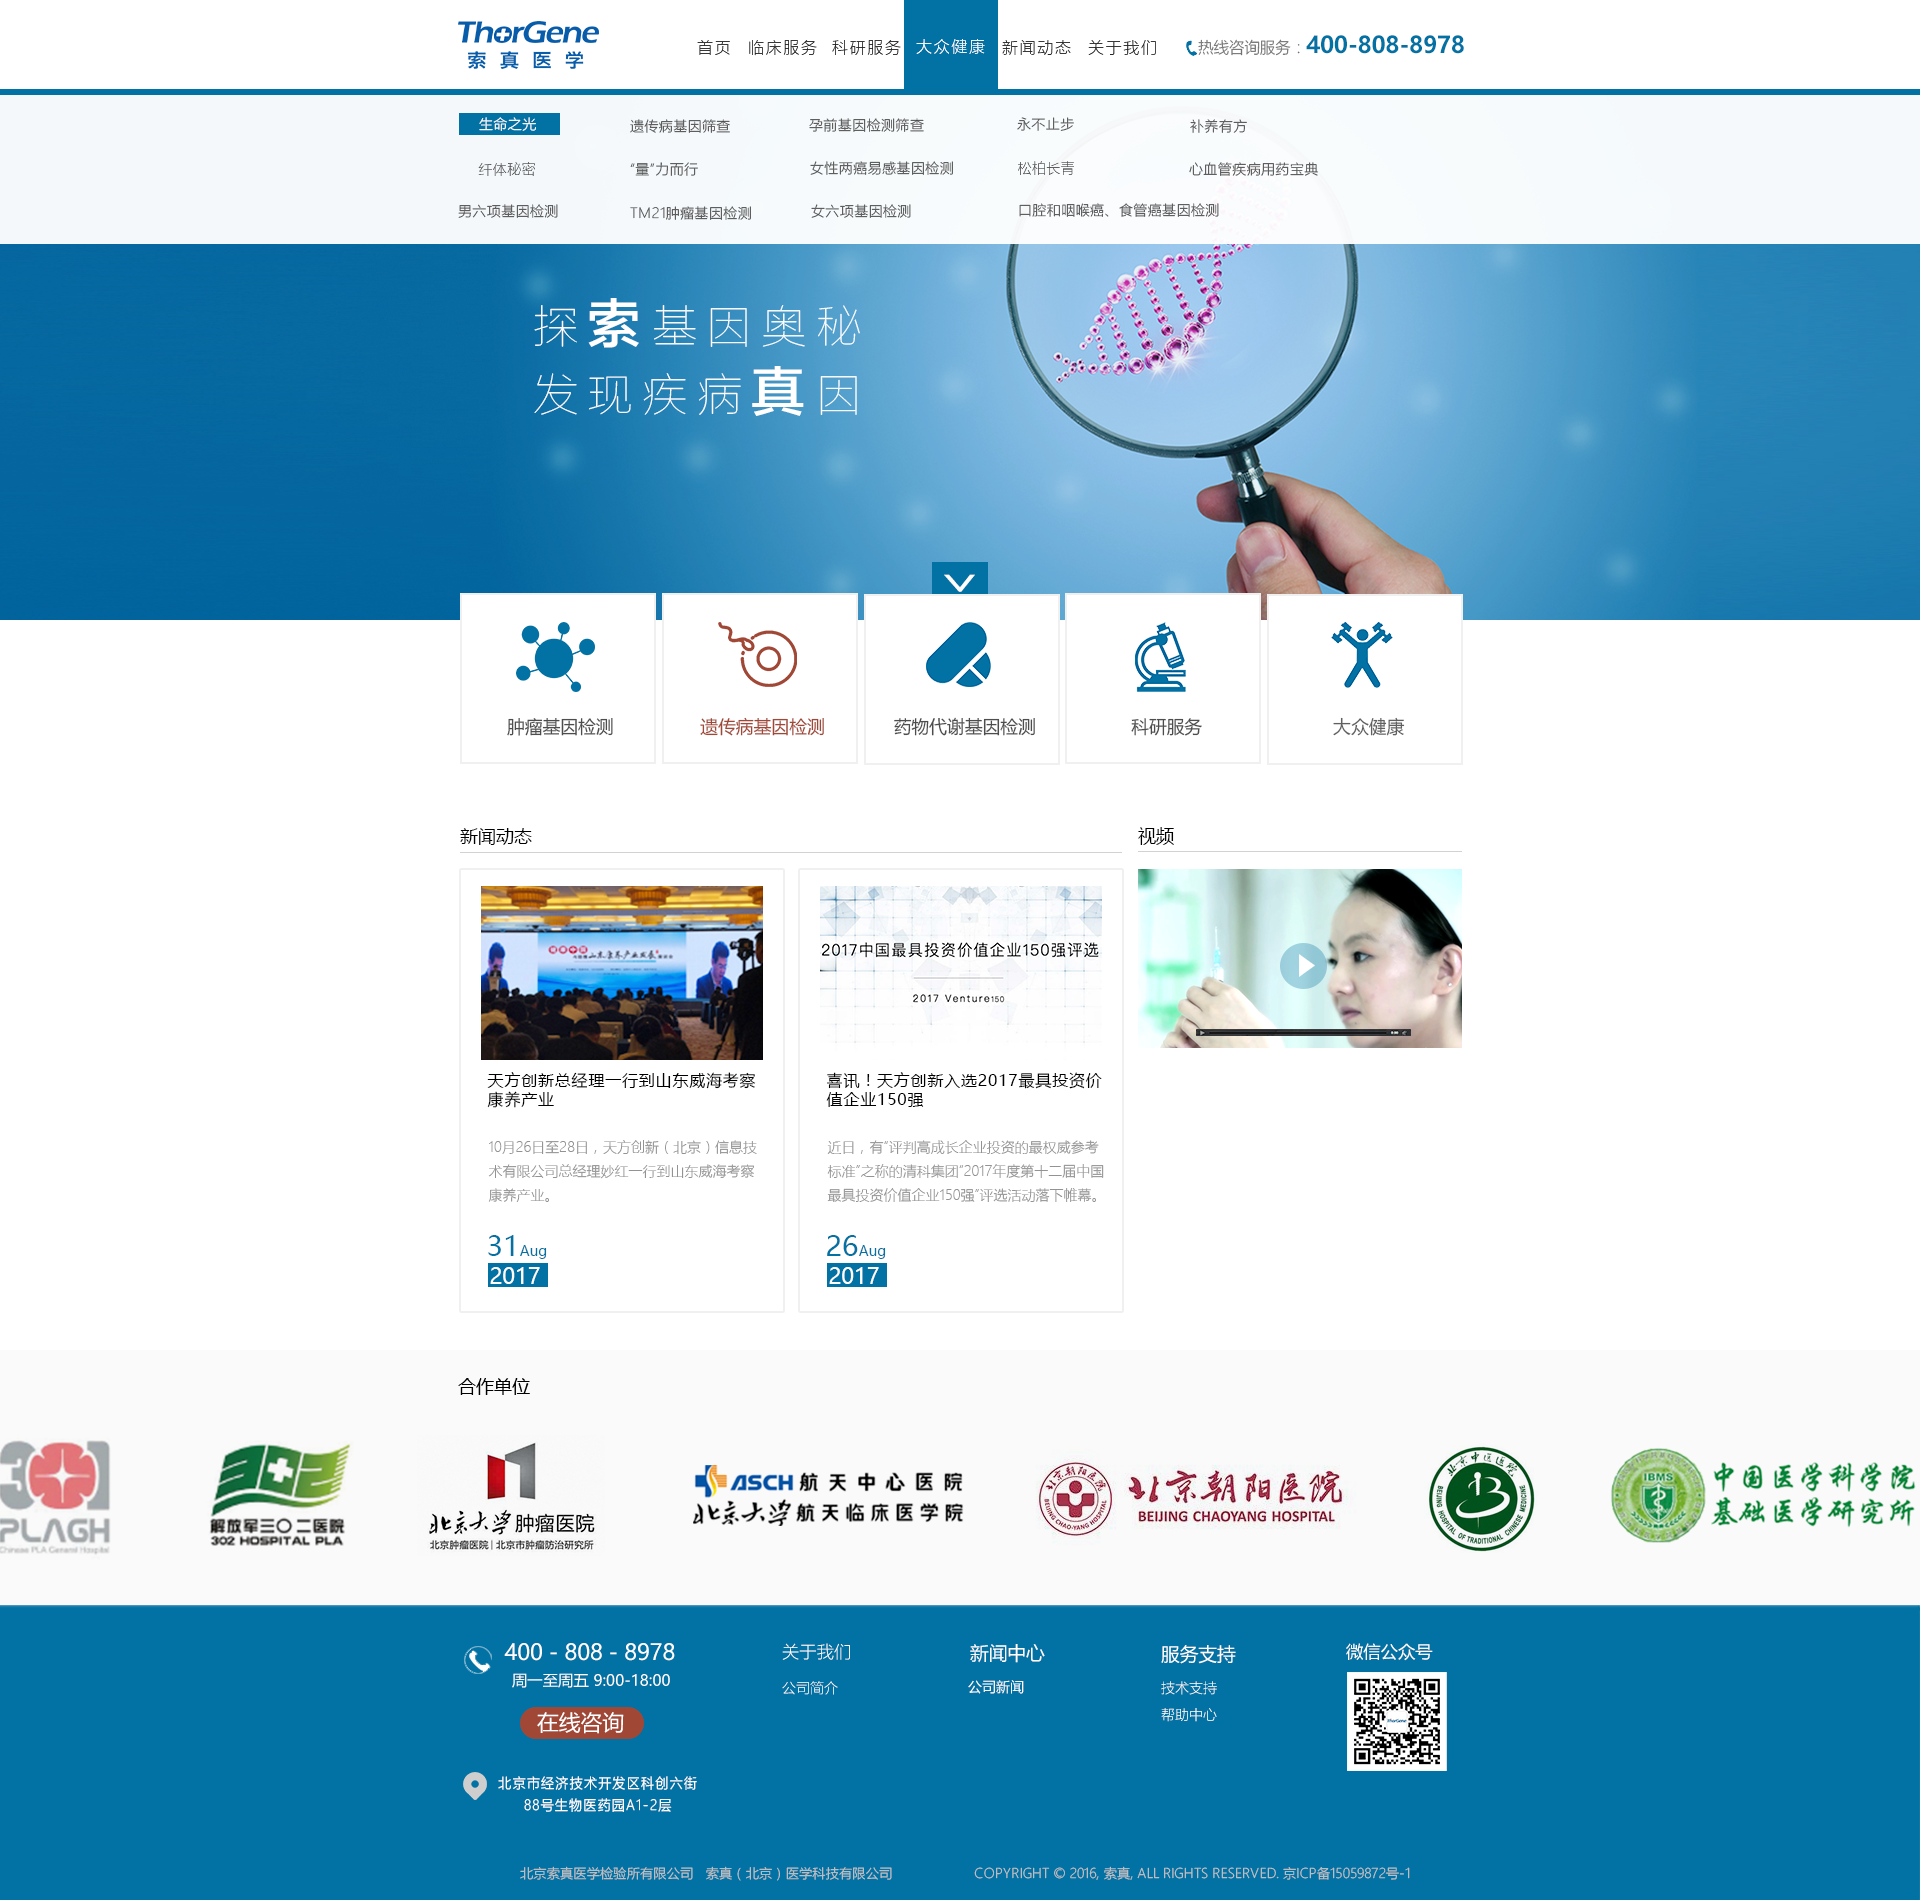 ThorGene
索真医学
首页 临床服务 科研服务 大众健康 新闻动态 关于我们 热线咨询服务：400-808-8978
生命之光 遗传病基因筛查 孕前基因检测筛查 永不止步 补养有方
纤体秘密 “量”力而行 女性两癌易感基因检测 松柏长青 心血管疾病用药宝典
男六项基因检测 TM21肿瘤基因检测 女六项基因检测 口腔和咽喉癌、食管癌基因检测
探索基因奥秘
发现疾病真因
肿瘤基因检测 遗传病基因检测 药物代谢基因检测 科研服务 大众健康
新闻动态 视频
2017中国最具投资价值企业150强评选
2017 Venture150
天方创新总经理一行到山东威海考察
康养产业
10月26日至28日，天方创新（北京）信息技
术有限公司总经理妙红一行到山东威海考察
康养产业。
31Aug
2017
喜讯！天方创新入选2017最具投资价
值企业150强
近日，有“评判高成长企业投资的最权威参考
标准”之称的清科集团“2017年度第十二届中国
最具投资价值企业150强”评选活动落下帷幕。
26Aug
2017
合作单位
301
PLAGH
Chinese PLA General Hospital
解放军三〇二医院
302 HOSPITAL PLA
北京大学肿瘤医院
北京肿瘤医院 | 北京市肿瘤防治研究所
ASCH 航天中心医院
北京大学航天临床医学院
北京朝阳医院
BEIJING CHAO-YANG HOSPITAL
北京朝阳医院
BEIJING CHAOYANG HOSPITAL
北京中医医院
BEIJING HOSPITAL OF TRADITIONAL CHINESE MEDICINE
IBMS
中国医学科学院
基础医学研究所
400 - 808 - 8978
周一至周五 9:00-18:00
在线咨询
北京市经济技术开发区科创六街
88号生物医药园A1-2层
关于我们
公司简介
新闻中心
公司新闻
服务支持
技术支持
帮助中心
微信公众号
ThorGene
北京索真医学检验所有限公司 索真（北京）医学科技有限公司 COPYRIGHT © 2016, 索真, ALL RIGHTS RESERVED. 京ICP备15059872号-1